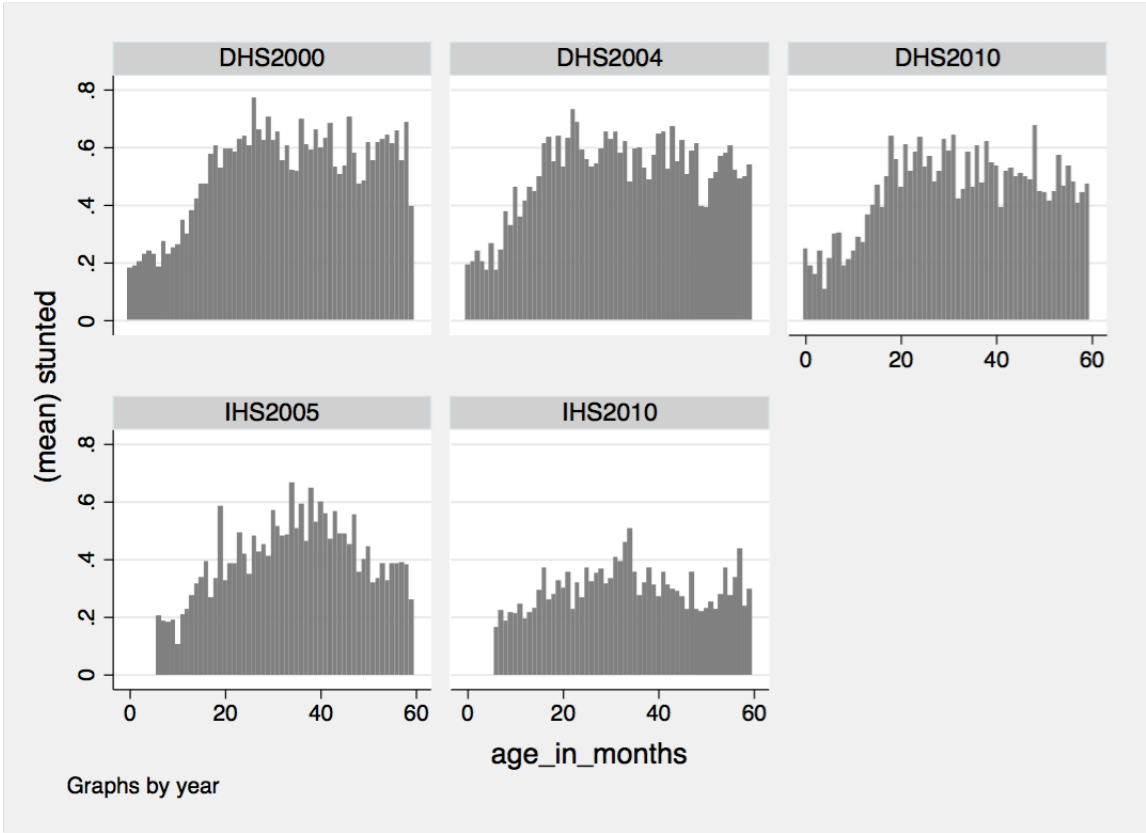 DHS2000 DHS2004 DHS2010
.8
.6
.4
.2
0
0 20 40 60
(mean) stunted
IHS2005 IHS2010
.8
.6
.4
.2
0
0 20 40 60 0 20 40 60
age_in_months
Graphs by year